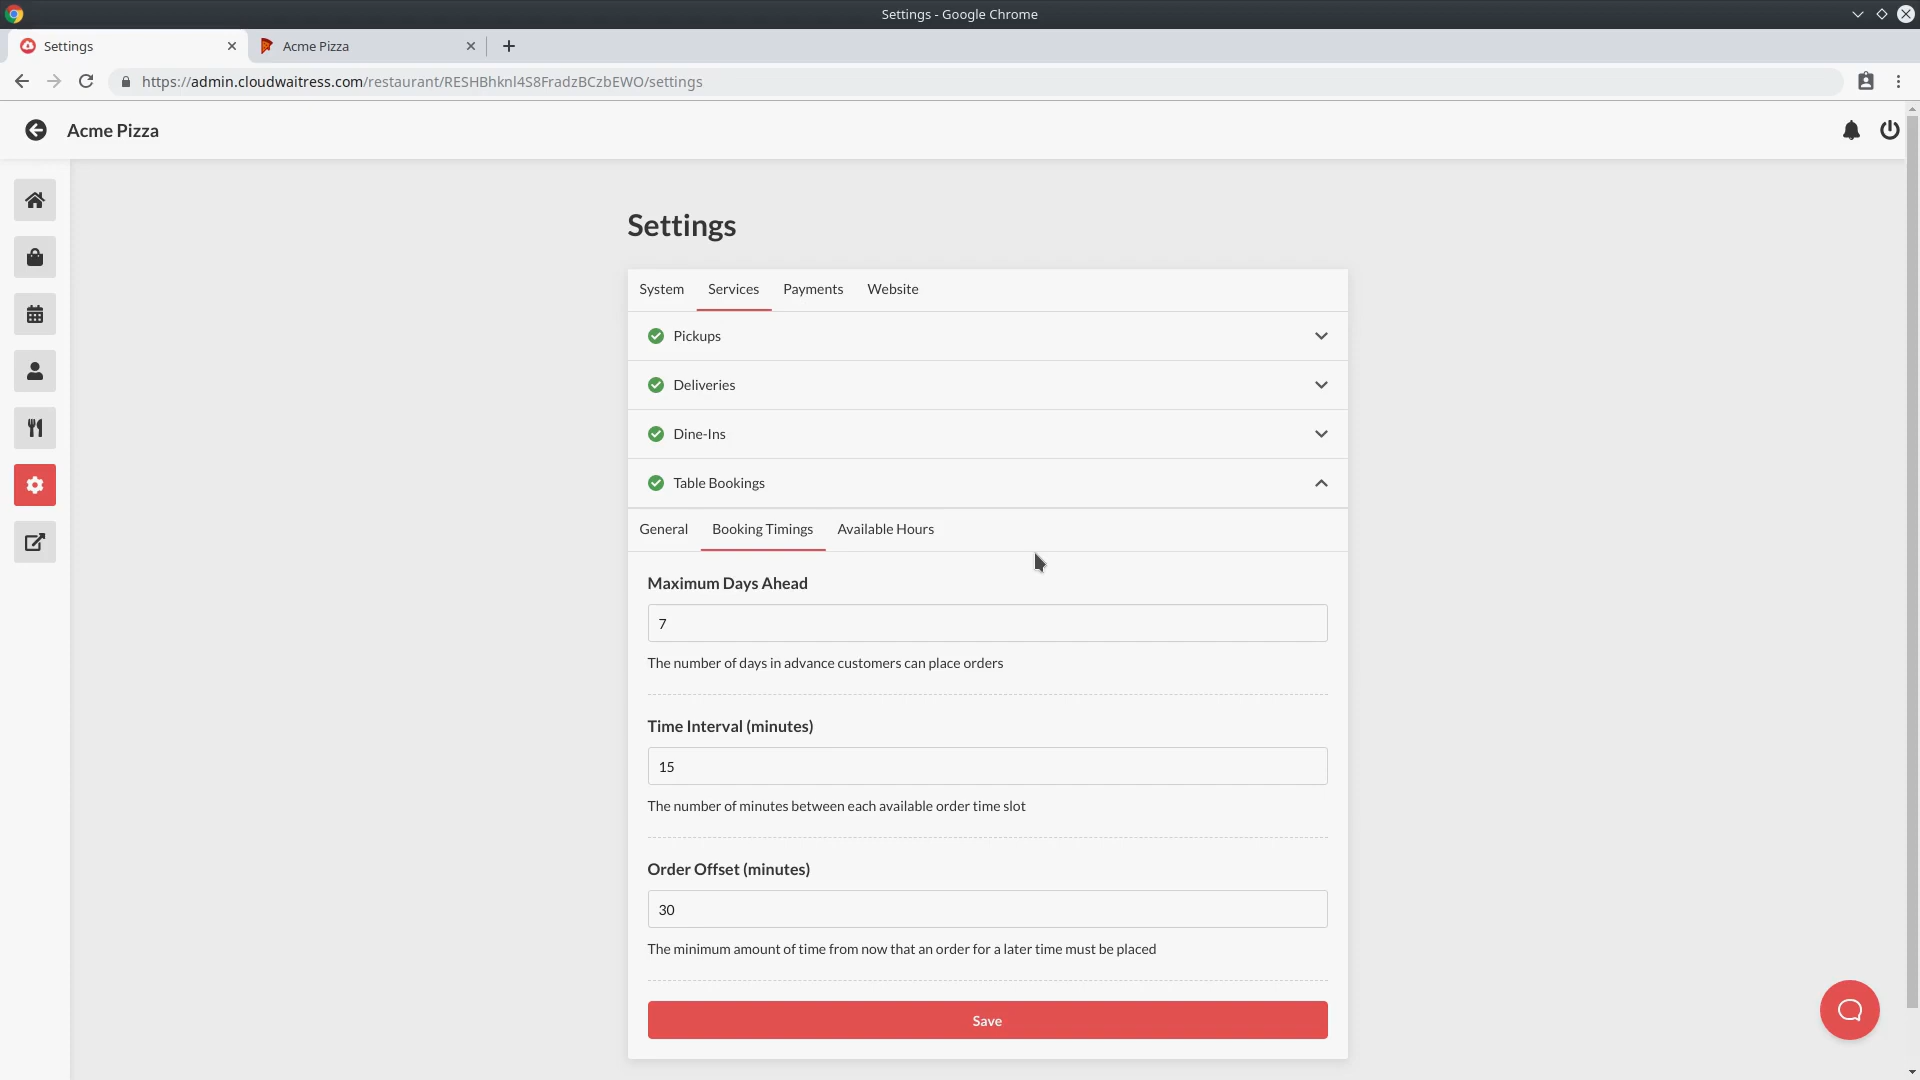 Settings - Google Chrome
Settings
Acme Pizza
https://admin.cloudwaitress.com/restaurant/RESHBhknl4S8FradzBCzbEWO/settings
Acme Pizza
Settings
System Services Payments Website
Pickups
Deliveries
Dine-Ins
Table Bookings
General Booking Timings Available Hours
Maximum Days Ahead
7
The number of days in advance customers can place orders
Time Interval (minutes)
15
The number of minutes between each available order time slot
Order Offset (minutes)
30
The minimum amount of time from now that an order for a later time must be placed
Save